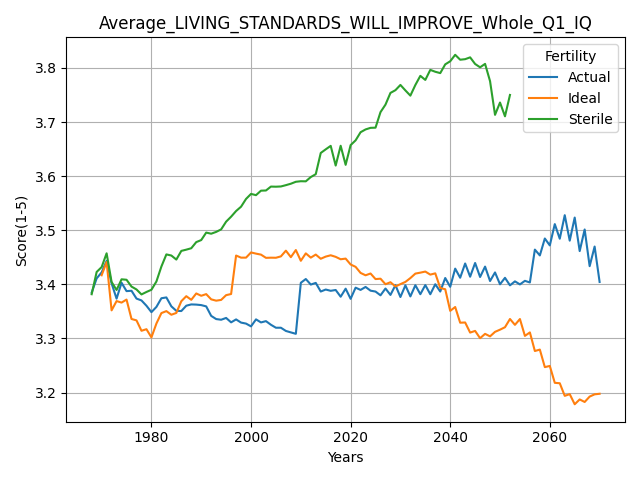 Average_LIVING_STANDARDS_WILL_IMPROVE_Whole_Q1_IQ
Score(1-5)
3.8
3.7
3.6
3.5
3.4
3.3
3.2
Fertility
Actual
Ideal
Sterile
1980
2000
2020
2040
2060
Years